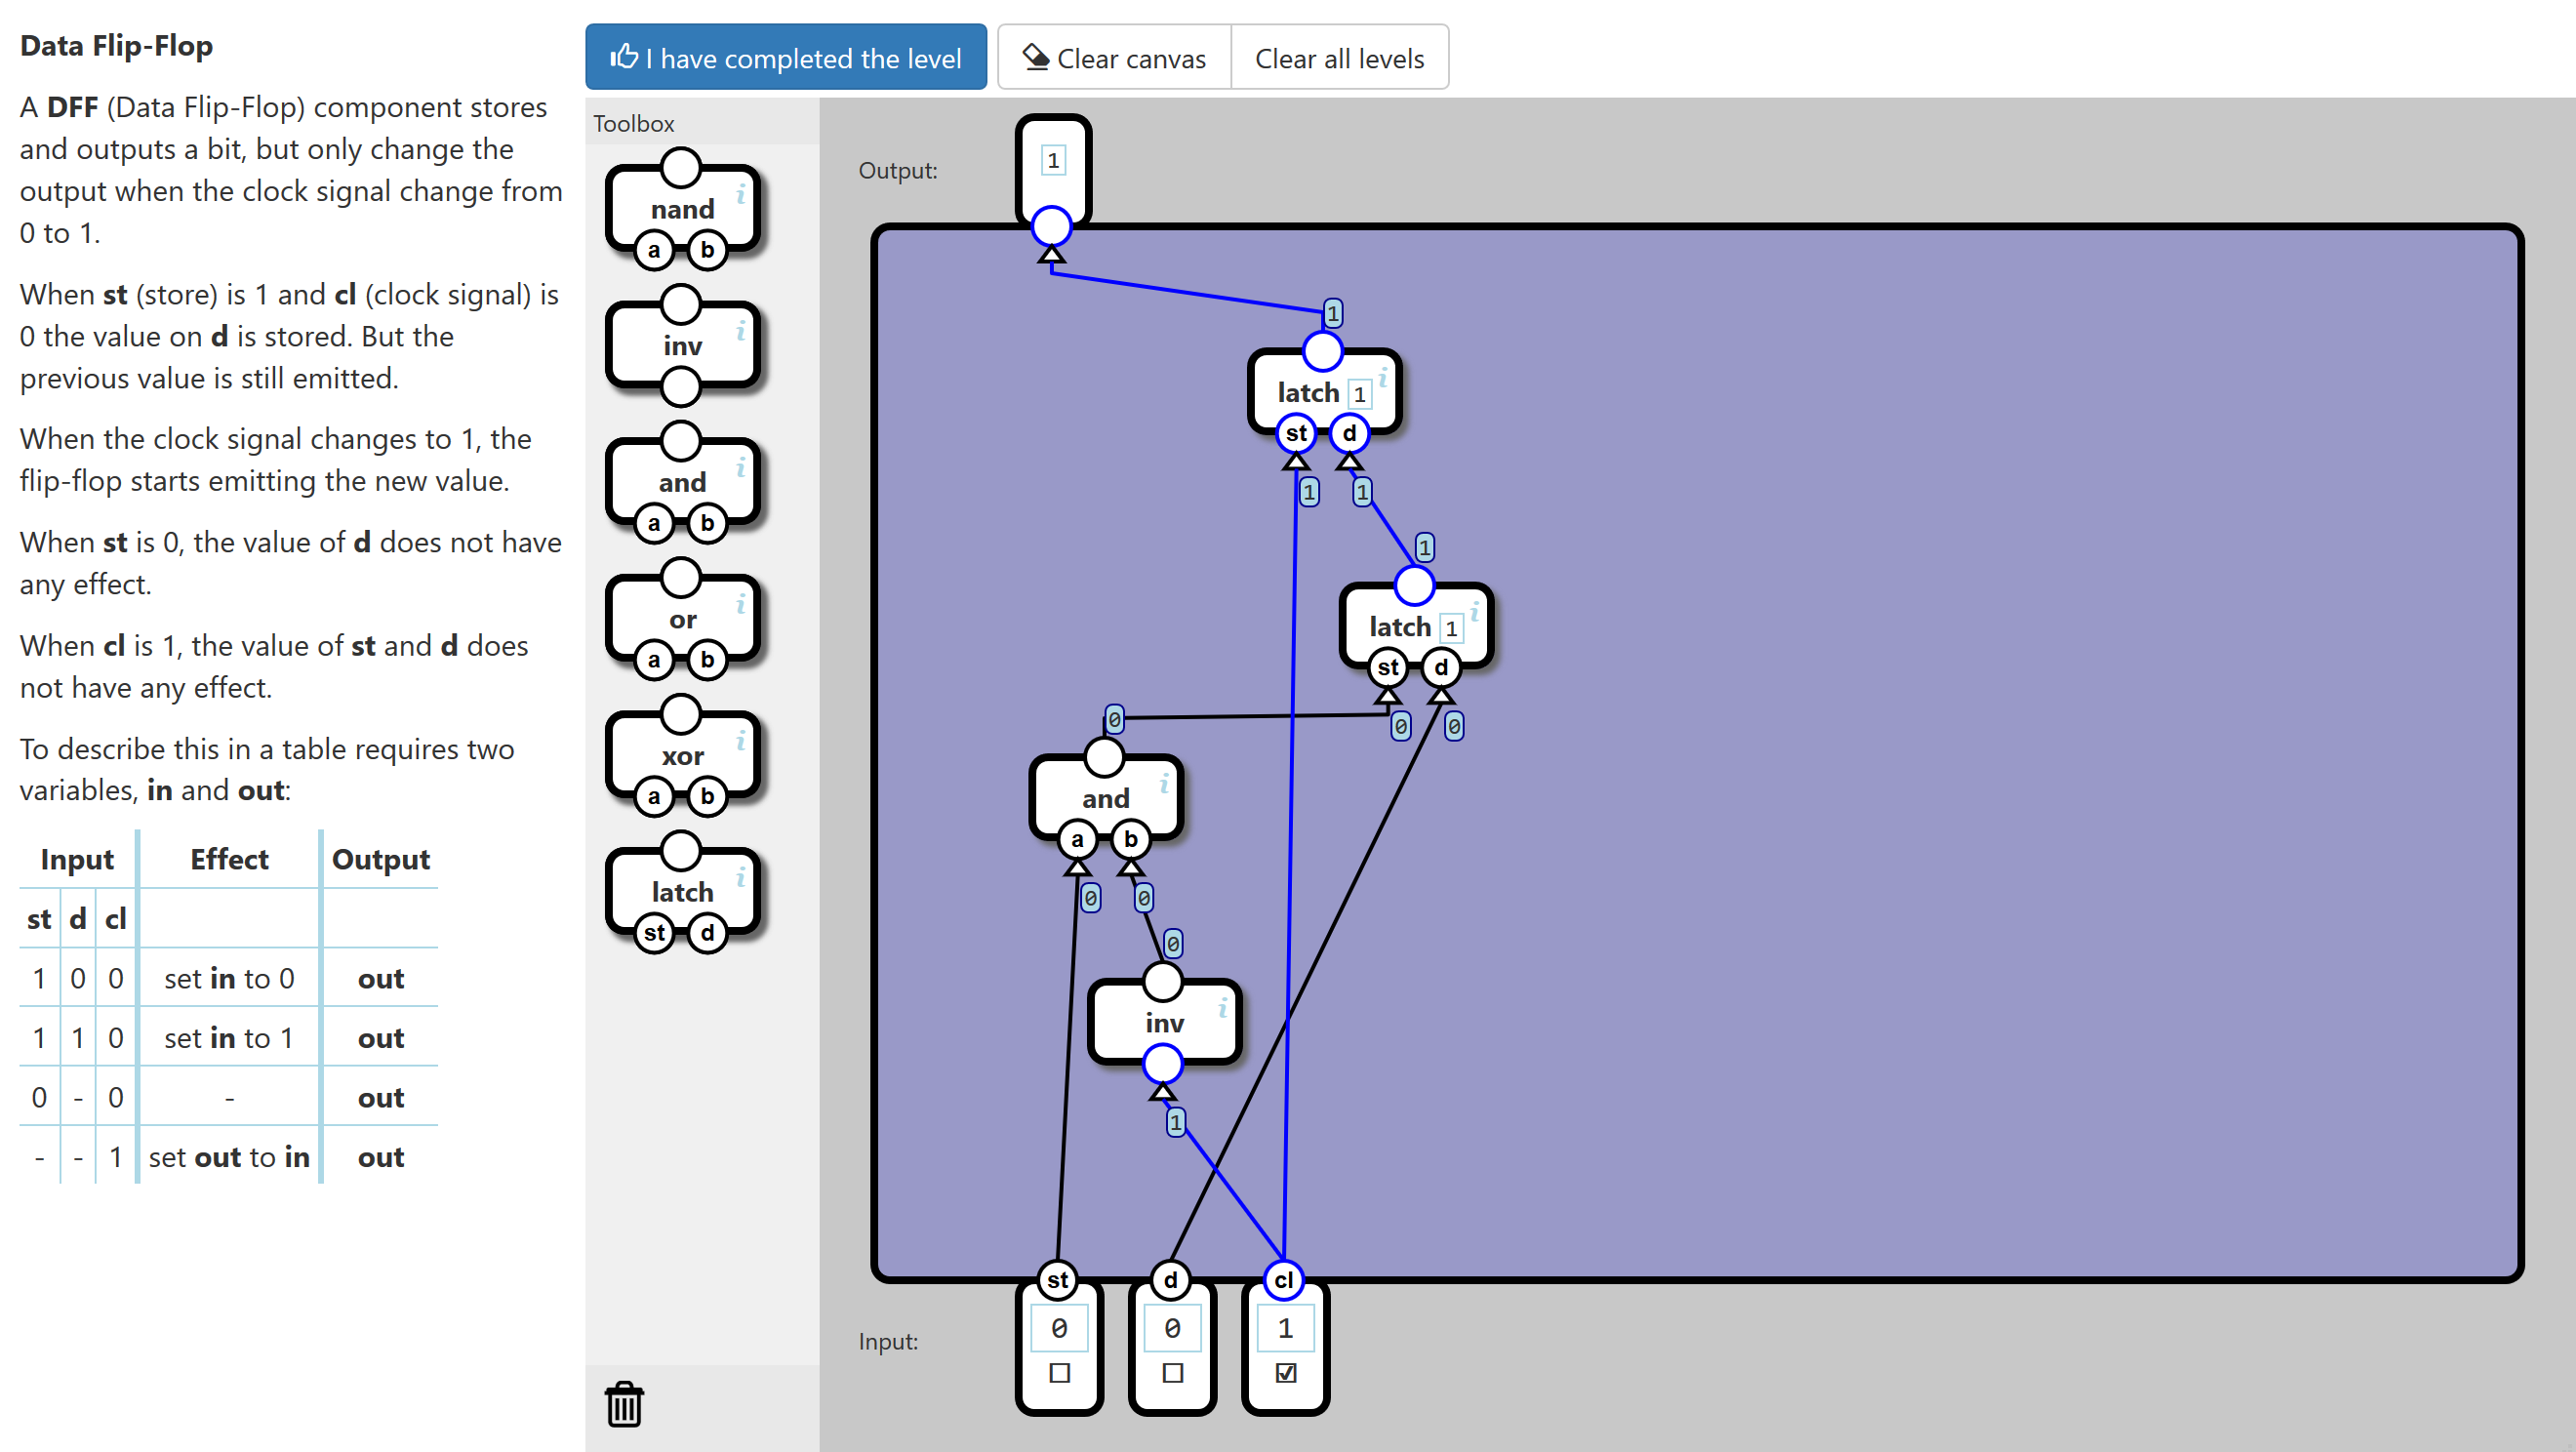 Data Flip-Flop
A DFF (Data Flip-Flop) component stores
and outputs a bit, but only change the
output when the clock signal change from
0 to 1.
When st (store) is 1 and cl (clock signal) is
0 the value on d is stored. But the
previous value is still emitted.
When the clock signal changes to 1, the
flip-flop starts emitting the new value.
When st is 0, the value of d does not have
any effect.
When cl is 1, the value of st and d does
not have any effect.
To describe this in a table requires two
variables, in and out:
Input Effect Output
st d cl
1 0 0 set in to 0 out
1 1 0 set in to 1 out
0 - 0 - out
- - 1 set out to in out
I have completed the level
Clear canvas
Clear all levels
Toolbox
nand i
a b
inv i
and i
a b
or i
a b
xor i
a b
latch i
st d
Output:
1
1
latch 1 i
st d
1 1
1
latch 1 i
st d
0 0
0
and i
a b
0 0
0
inv i
1
st d cl
Input:
0 0 1